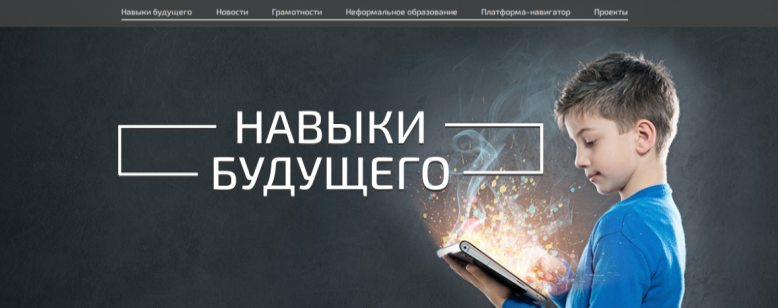 Навыки будущего Новости Грамотности Неформальное образование Платформа-навигатор Проекты
НАВЫКИ
БУДУЩЕГО